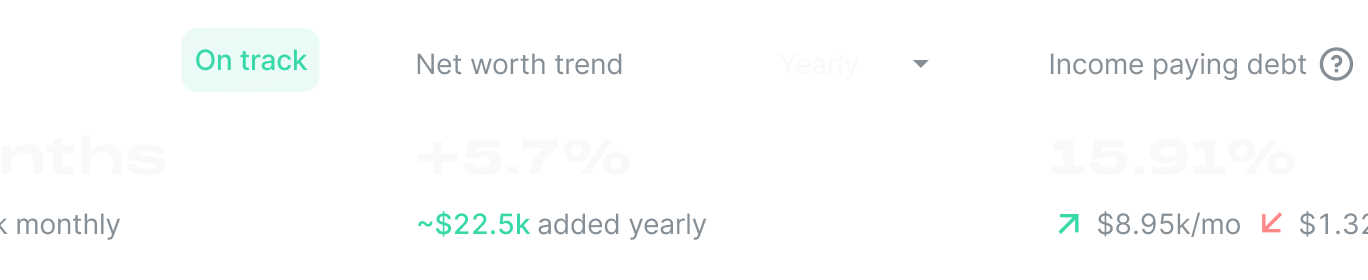 On track
Net worth trend
Yearly
Income paying debt
nths
+5.7%
15.91%
k monthly
~$22.5k added yearly
$8.95k/mo
$1.32